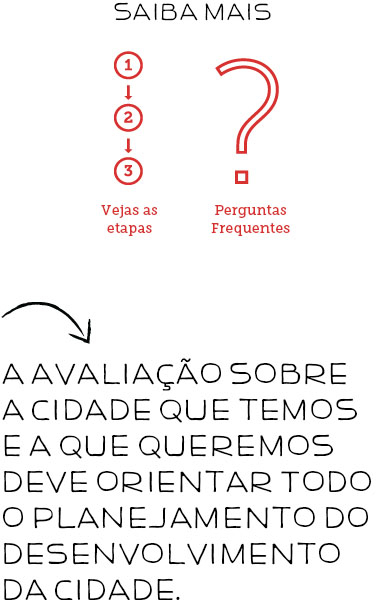 SAIBA MAIS
1
2
3
Vejas as
etapas
Perguntas
Frequentes
A AVALIAÇÃO SOBRE
A CIDADE QUE TEMOS
E A QUE QUEREMOS
DEVE ORIENTAR TODO
O PLANEJAMENTO DO
DESENVOLVIMENTO
DA CIDADE.